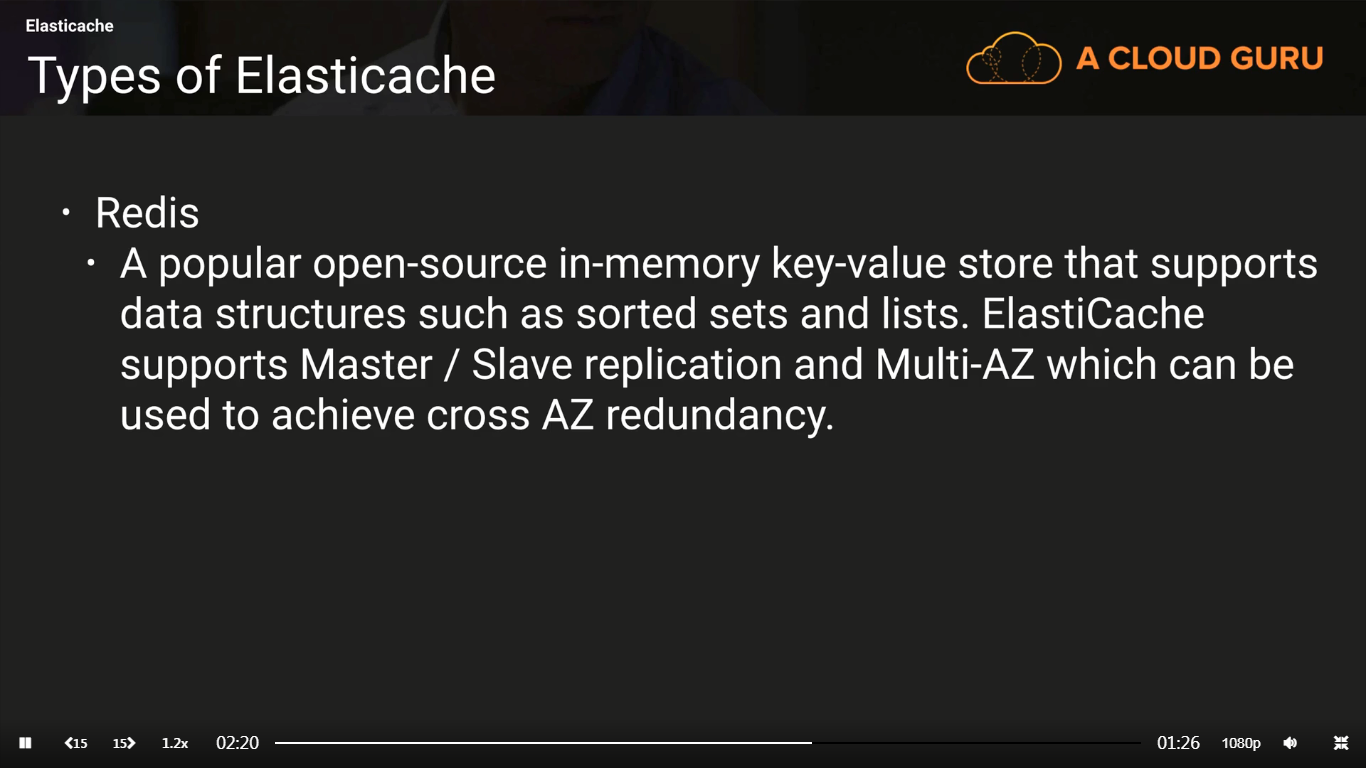 Elasticache
Types of Elasticache
A CLOUD GURU
• Redis
• A popular open-source in-memory key-value store that supports
data structures such as sorted sets and lists. ElastiCache
supports Master / Slave replication and Multi-AZ which can be
used to achieve cross AZ redundancy.
15 15 1.2x 02:20 01:26 1080p